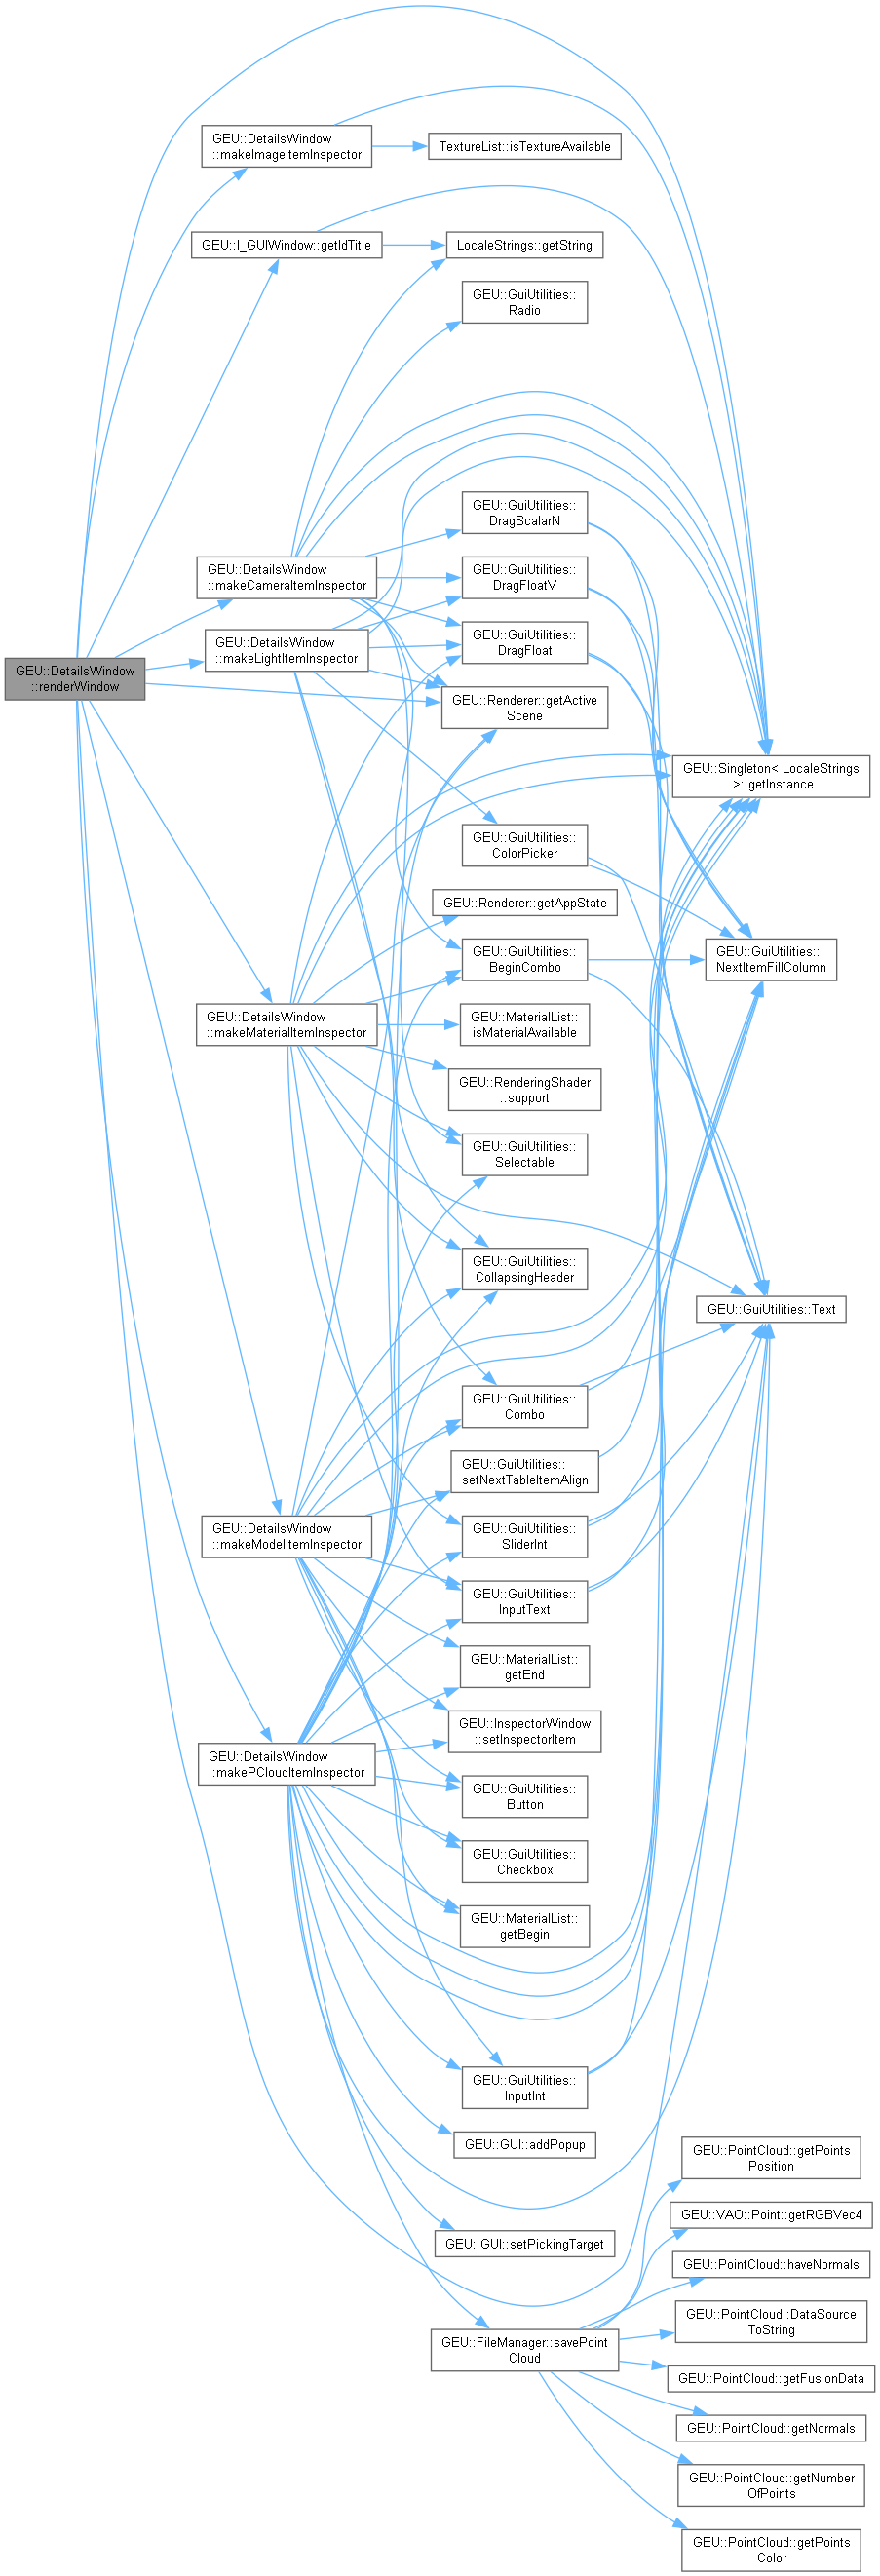 GEU::DetailsWindow
::makeImageItemInspector
TextureList::isTextureAvailable
GEU::I_GUIWindow::getIdTitle
LocaleStrings::getString
GEU::GuiUtilities::
Radio
GEU::GuiUtilities::
DragScalarN
GEU::DetailsWindow
::makeCameraItemInspector
GEU::GuiUtilities::
DragFloatV
GEU::DetailsWindow
::makeLightItemInspector
GEU::GuiUtilities::
DragFloat
GEU::DetailsWindow
::renderWindow
GEU::Renderer::getActive
Scene
GEU::Singleton< LocaleStrings
>::getInstance
GEU::GuiUtilities::
ColorPicker
GEU::Renderer::getAppState
GEU::GuiUtilities::
BeginCombo
GEU::GuiUtilities::
NextItemFillColumn
GEU::DetailsWindow
::makeMaterialItemInspector
GEU::MaterialList::
isMaterialAvailable
GEU::RenderingShader
::support
GEU::GuiUtilities::
Selectable
GEU::GuiUtilities::
CollapsingHeader
GEU::GuiUtilities::Text
GEU::GuiUtilities::
Combo
GEU::GuiUtilities::
setNextTableItemAlign
GEU::DetailsWindow
::makeModelItemInspector
GEU::GuiUtilities::
SliderInt
GEU::GuiUtilities::
InputText
GEU::MaterialList::
getEnd
GEU::InspectorWindow
::setInspectorItem
GEU::DetailsWindow
::makePCloudItemInspector
GEU::GuiUtilities::
Button
GEU::GuiUtilities::
Checkbox
GEU::MaterialList::
getBegin
GEU::GuiUtilities::
InputInt
GEU::GUI::addPopup
GEU::PointCloud::getPoints
Position
GEU::VAO::Point::getRGBVec4
GEU::GUI::setPickingTarget
GEU::PointCloud::haveNormals
GEU::PointCloud::DataSource
ToString
GEU::FileManager::savePoint
Cloud
GEU::PointCloud::getFusionData
GEU::PointCloud::getNormals
GEU::PointCloud::getNumber
OfPoints
GEU::PointCloud::getPoints
Color